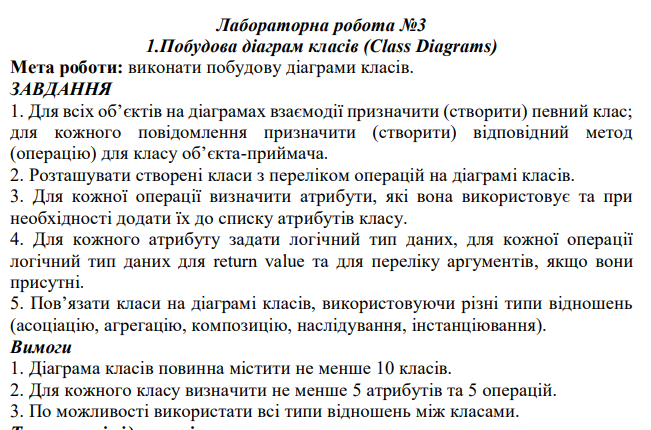 Лабораторна робота №3
1.Побудова діаграм класів (Class Diagrams)
Мета роботи: виконати побудову діаграми класів.
ЗАВДАННЯ
1. Для всіх об’єктів на діаграмах взаємодії призначити (створити) певний клас;
для кожного повідомлення призначити (створити) відповідний метод
(операцію) для класу об’єкта-приймача.
2. Розташувати створені класи з переліком операцій на діаграмі класів.
3. Для кожної операції визначити атрибути, які вона використовує та при
необхідності додати їх до списку атрибутів класу.
4. Для кожного атрибуту задати логічний тип даних, для кожної операції
логічний тип даних для return value та для переліку аргументів, якщо вони
присутні.
5. Пов’язати класи на діаграмі класів, використовуючи різні типи відношень
(асоціацію, агрегацію, композицію, наслідування, інстанціювання).
Вимоги
1. Діаграма класів повинна містити не менше 10 класів.
2. Для кожного класу визначити не менше 5 атрибутів та 5 операцій.
3. По можливості використати всі типи відношень між класами.